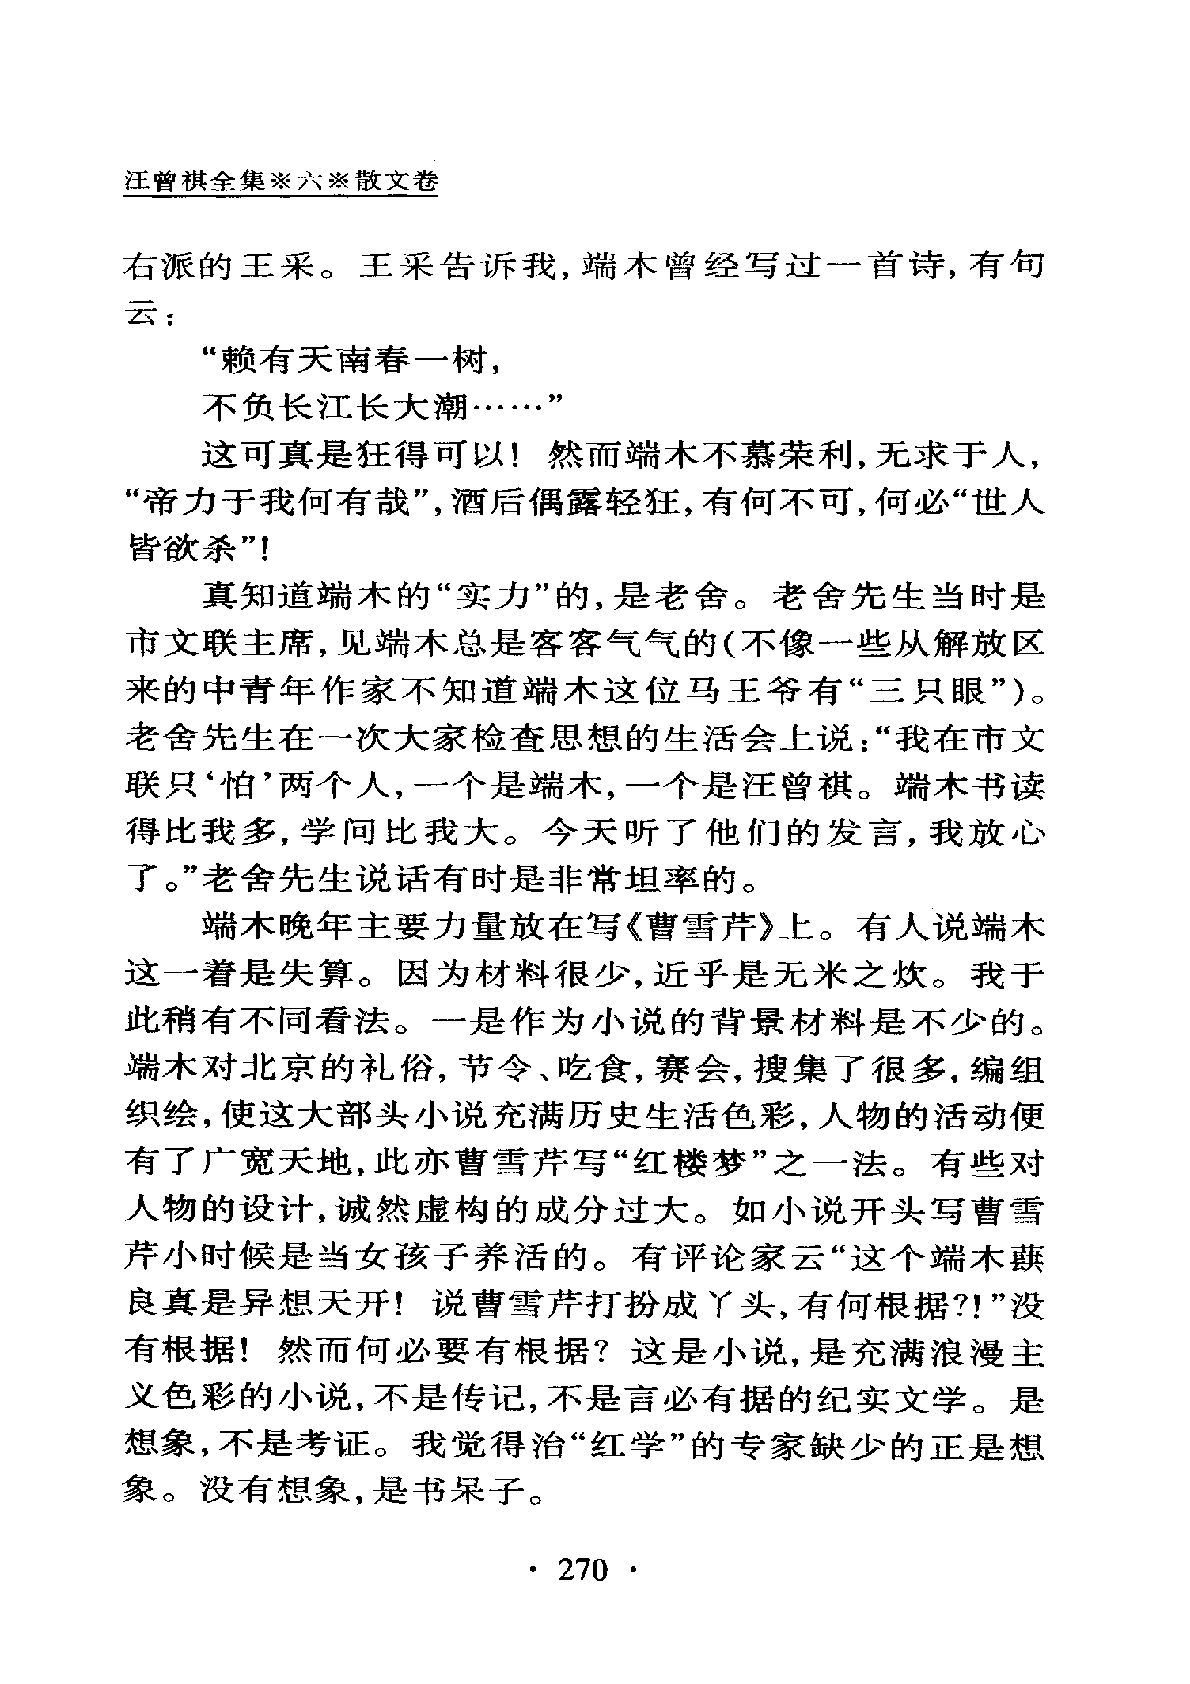 汪曾祺全集※六※散文卷
右派的王采。王采告诉我,端木曾经写过一首诗,有句
云：
“赖有天南春一树,
不负长江长大潮……”
这可真是狂得可以！然而端木不慕荣利,无求于人,
“帝力于我何有哉”,酒后偶露轻狂,有何不可,何必“世人
皆欲杀”！
真知道端木的“实力”的,是老舍。老舍先生当时是
市文联主席,见端木总是客客气气的(不像一些从解放区
来的中青年作家不知道端木这位马王爷有“三只眼”)。
老舍先生在一次大家检查思想的生活会上说：“我在市文
联只‘怕’两个人,一个是端木,一个是汪曾祺。端木书读
得比我多,学问比我大。今天听了他们的发言,我放心
了。”老舍先生说话有时是非常坦率的。
端木晚年主要力量放在写《曹雪芹》上。有人说端木
这一着是失算。因为材料很少,近乎是无米之炊。我于
此稍有不同看法。一是作为小说的背景材料是不少的。
端木对北京的礼俗,节令、吃食,赛会,搜集了很多,编组
织绘,使这大部头小说充满历史生活色彩,人物的活动便
有了广宽天地,此亦曹雪芹写“红楼梦”之一法。有些对
人物的设计,诚然虚构的成分过大。如小说开头写曹雪
芹小时候是当女孩子养活的。有评论家云“这个端木蕻
良真是异想天开！说曹雪芹打扮成丫头,有何根据?！”没
有根据！然而何必要有根据？这是小说,是充满浪漫主
义色彩的小说,不是传记,不是言必有据的纪实文学。是
想象,不是考证。我觉得治“红学”的专家缺少的正是想
象。没有想象,是书呆子。
· 270 ·